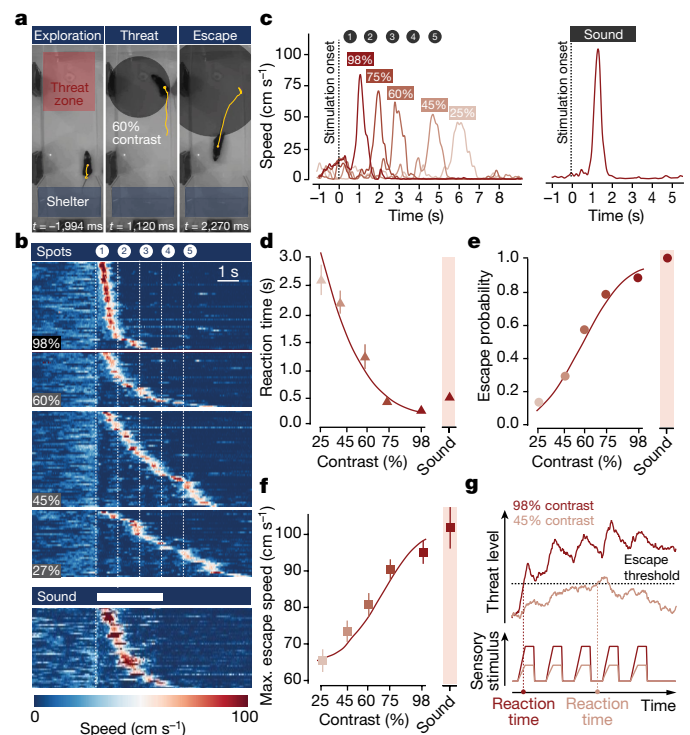 a
Exploration
Threat
Escape
Threat
zone
60%
contrast
Shelter
t = −1,994 ms
t = 1,120 ms
t = 2,270 ms
b
Spots
1 2 3 4 5
1 s
98%
60%
45%
27%
Sound
0 100
Speed (cm s−1)
c
1 2 3 4 5
98%
75%
60%
45%
25%
Stimulation onset
Speed (cm s−1)
100
75
50
25
0
−1 0 1 2 3 4 5 6 7 8
Time (s)
Sound
Stimulation onset
−1 0 1 2 3 4 5
Time (s)
d
Reaction time (s)
3.0
2.5
2.0
1.5
1.0
0.5
0.0
25 45 60 75 98
Contrast (%)
Sound
e
Escape probability
1.0
0.8
0.6
0.4
0.2
0
25 45 60 75 98
Contrast (%)
Sound
f
Max. escape speed (cm s−1)
100
90
80
70
60
25 45 60 75 98
Contrast (%)
Sound
g
98% contrast
45% contrast
Threat level
Escape
threshold
Sensory
stimulus
Reaction
time
Reaction
time
Time